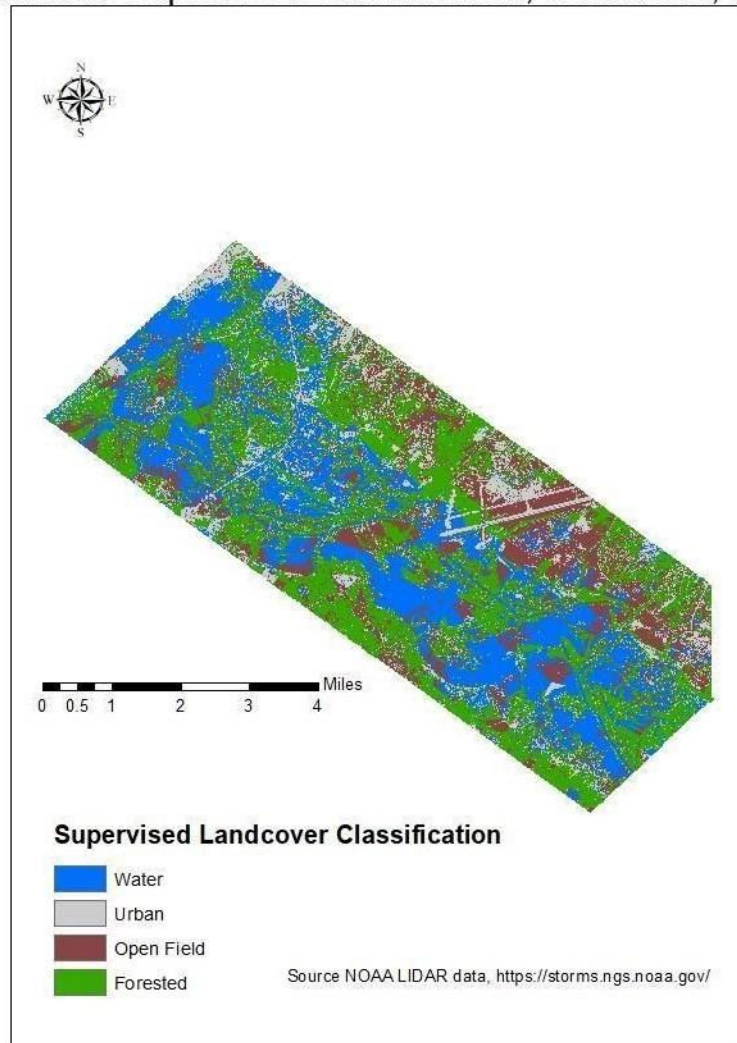 N
W E
S
Miles
0 0.5 1 2 3 4
Supervised Landcover Classification
Water
Urban
Open Field
Forested
Source NOAA LIDAR data, https://storms.ngs.noaa.gov/